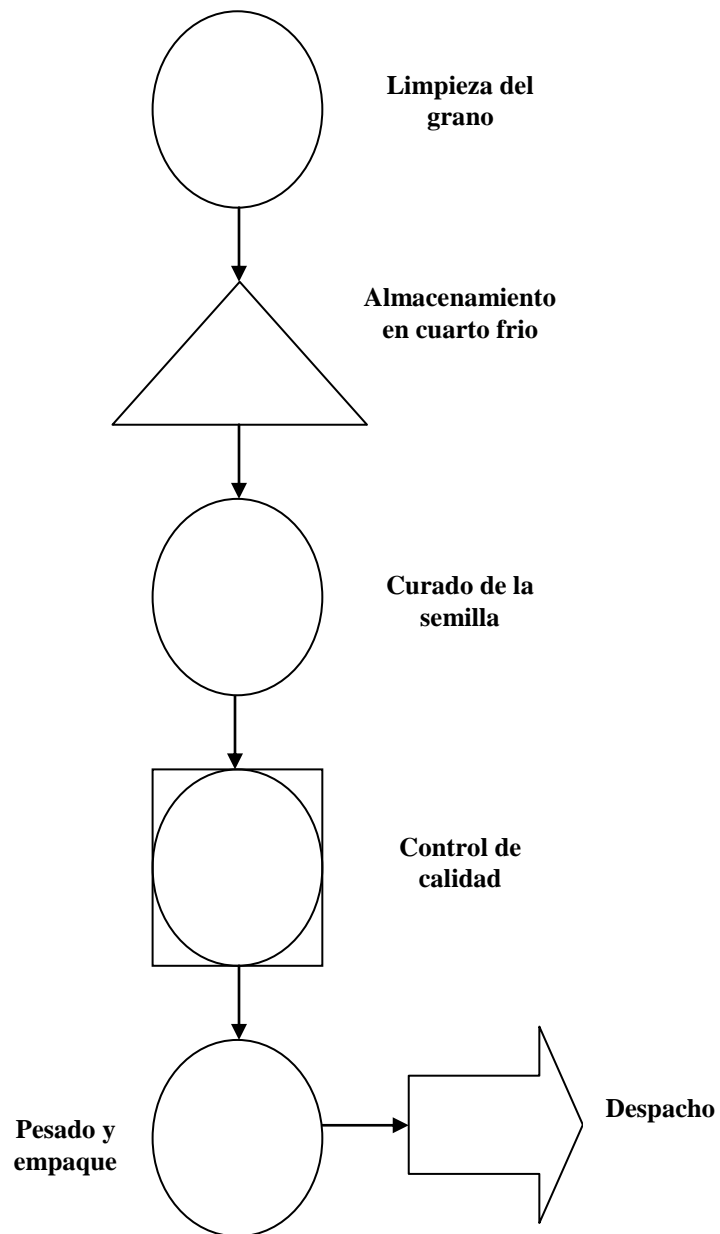 Limpieza del
grano
Almacenamiento
en cuarto frio
Curado de la
semilla
Control de
calidad
Pesado y
empaque
Despacho